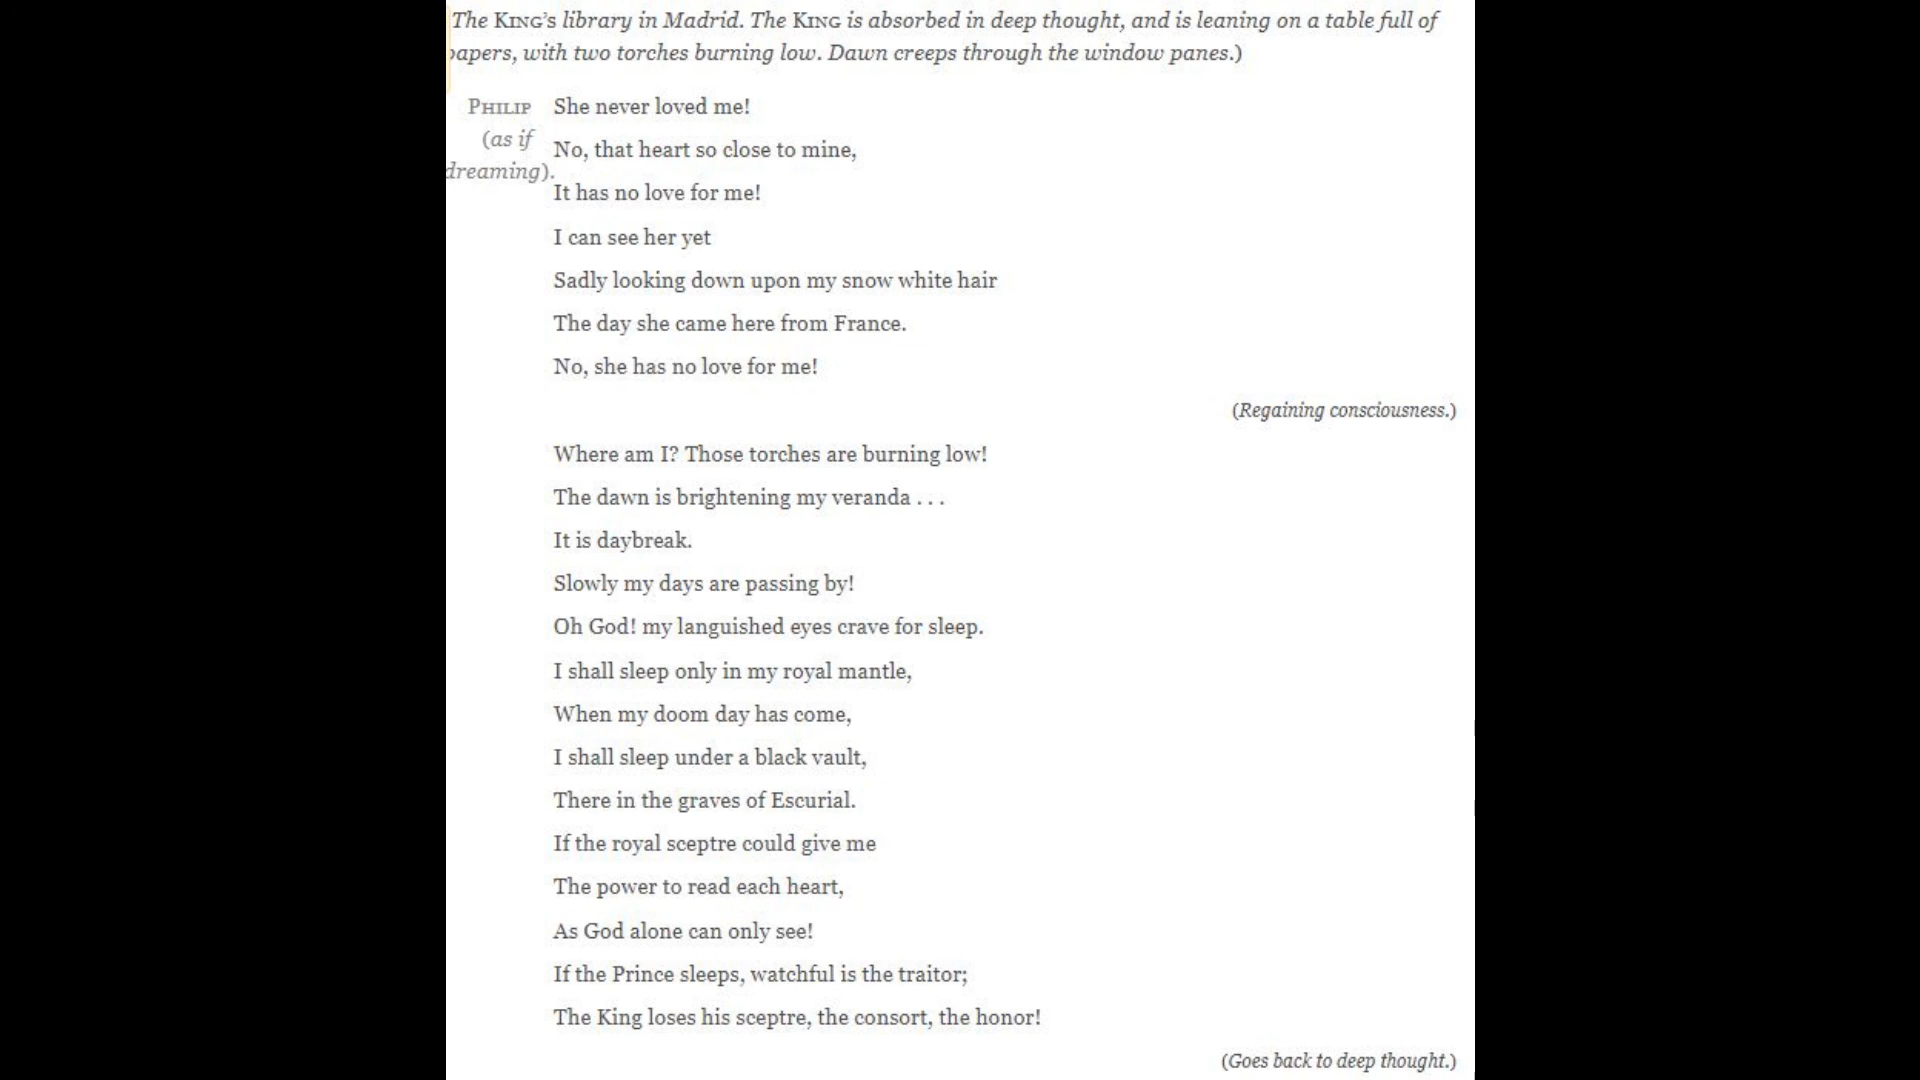 The KING's library in Madrid. The KING is absorbed in deep thought, and is leaning on a table full of
papers, with two torches burning low. Dawn creeps through the window panes.)
PHILIP
(as if
dreaming).
She never loved me!
No, that heart so close to mine,
It has no love for me!
I can see her yet
Sadly looking down upon my snow white hair
The day she came here from France.
No, she has no love for me!
(Regaining consciousness.)
Where am I? Those torches are burning low!
The dawn is brightening my veranda . . .
It is daybreak.
Slowly my days are passing by!
Oh God! my languished eyes crave for sleep.
I shall sleep only in my royal mantle,
When my doom day has come,
I shall sleep under a black vault,
There in the graves of Escurial.
If the royal sceptre could give me
The power to read each heart,
As God alone can only see!
If the Prince sleeps, watchful is the traitor;
The King loses his sceptre, the consort, the honor!
(Goes back to deep thought.)